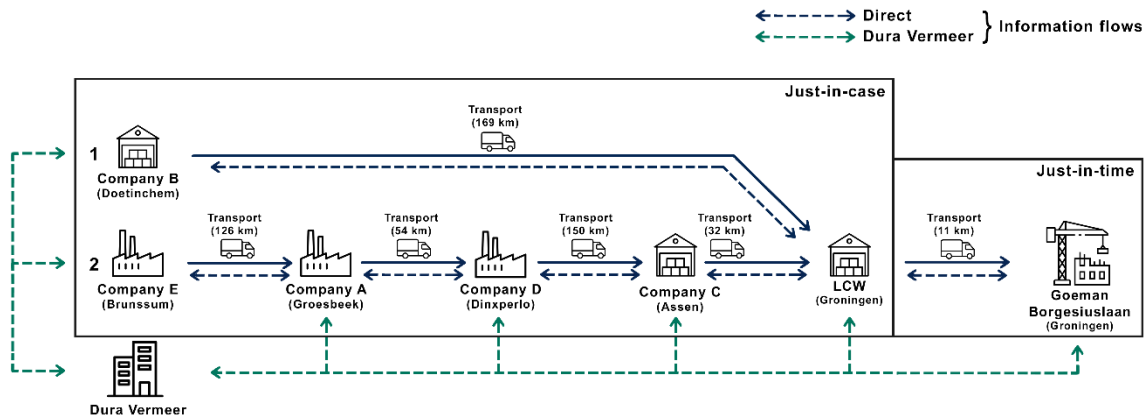 Direct
Dura Vermeer
Information flows
Just-in-case
Transport
(169 km)
1
Company B
(Doetinchem)
Just-in-time
Transport
(126 km)
Transport
(54 km)
Transport
(150 km)
Transport
(32 km)
Transport
(11 km)
2
Company E
(Brunssum)
Company A
(Groesbeek)
Company D
(Dinxperlo)
Company C
(Assen)
LCW
(Groningen)
Goeman
Borgesiuslaan
(Groningen)
Dura Vermeer